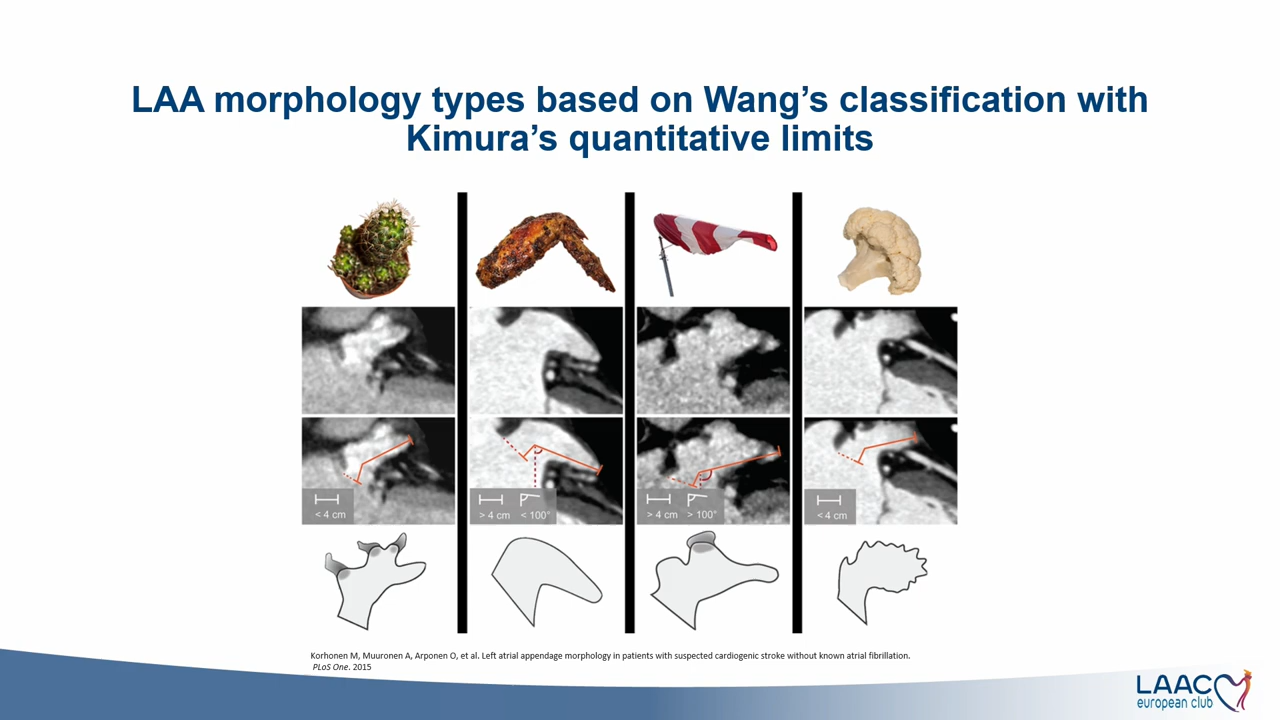 LAA morphology types based on Wang’s classification with
Kimura’s quantitative limits
< 4 cm
> 4 cm < 100°
> 4 cm > 100°
< 4 cm
Korhonen M, Muuronen A, Arponen O, et al. Left atrial appendage morphology in patients with suspected cardiogenic stroke without known atrial fibrillation.
PLoS One. 2015
LAAC
european club